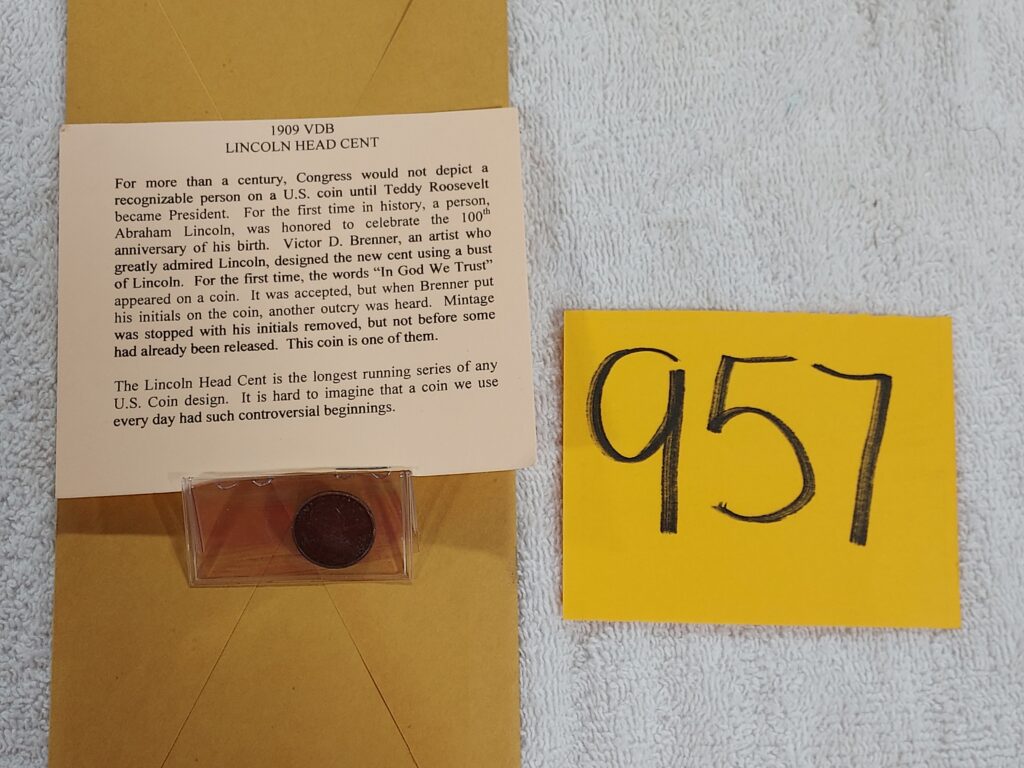 1909 VDB
LINCOLN HEAD CENT
For more than a century, Congress would not depict a
recognizable person on a U.S. coin until Teddy Roosevelt
became President. For the first time in history, a person,
Abraham Lincoln, was honored to celebrate the 100th
anniversary of his birth. Victor D. Brenner, an artist who
greatly admired Lincoln, designed the new cent using a bust
of Lincoln. For the first time, the words “In God We Trust”
appeared on a coin. It was accepted, but when Brenner put
his initials on the coin, another outcry was heard. Mintage
was stopped with his initials removed, but not before some
had already been released. This coin is one of them.
The Lincoln Head Cent is the longest running series of any
U.S. Coin design. It is hard to imagine that a coin we use
every day had such controversial beginnings.
957